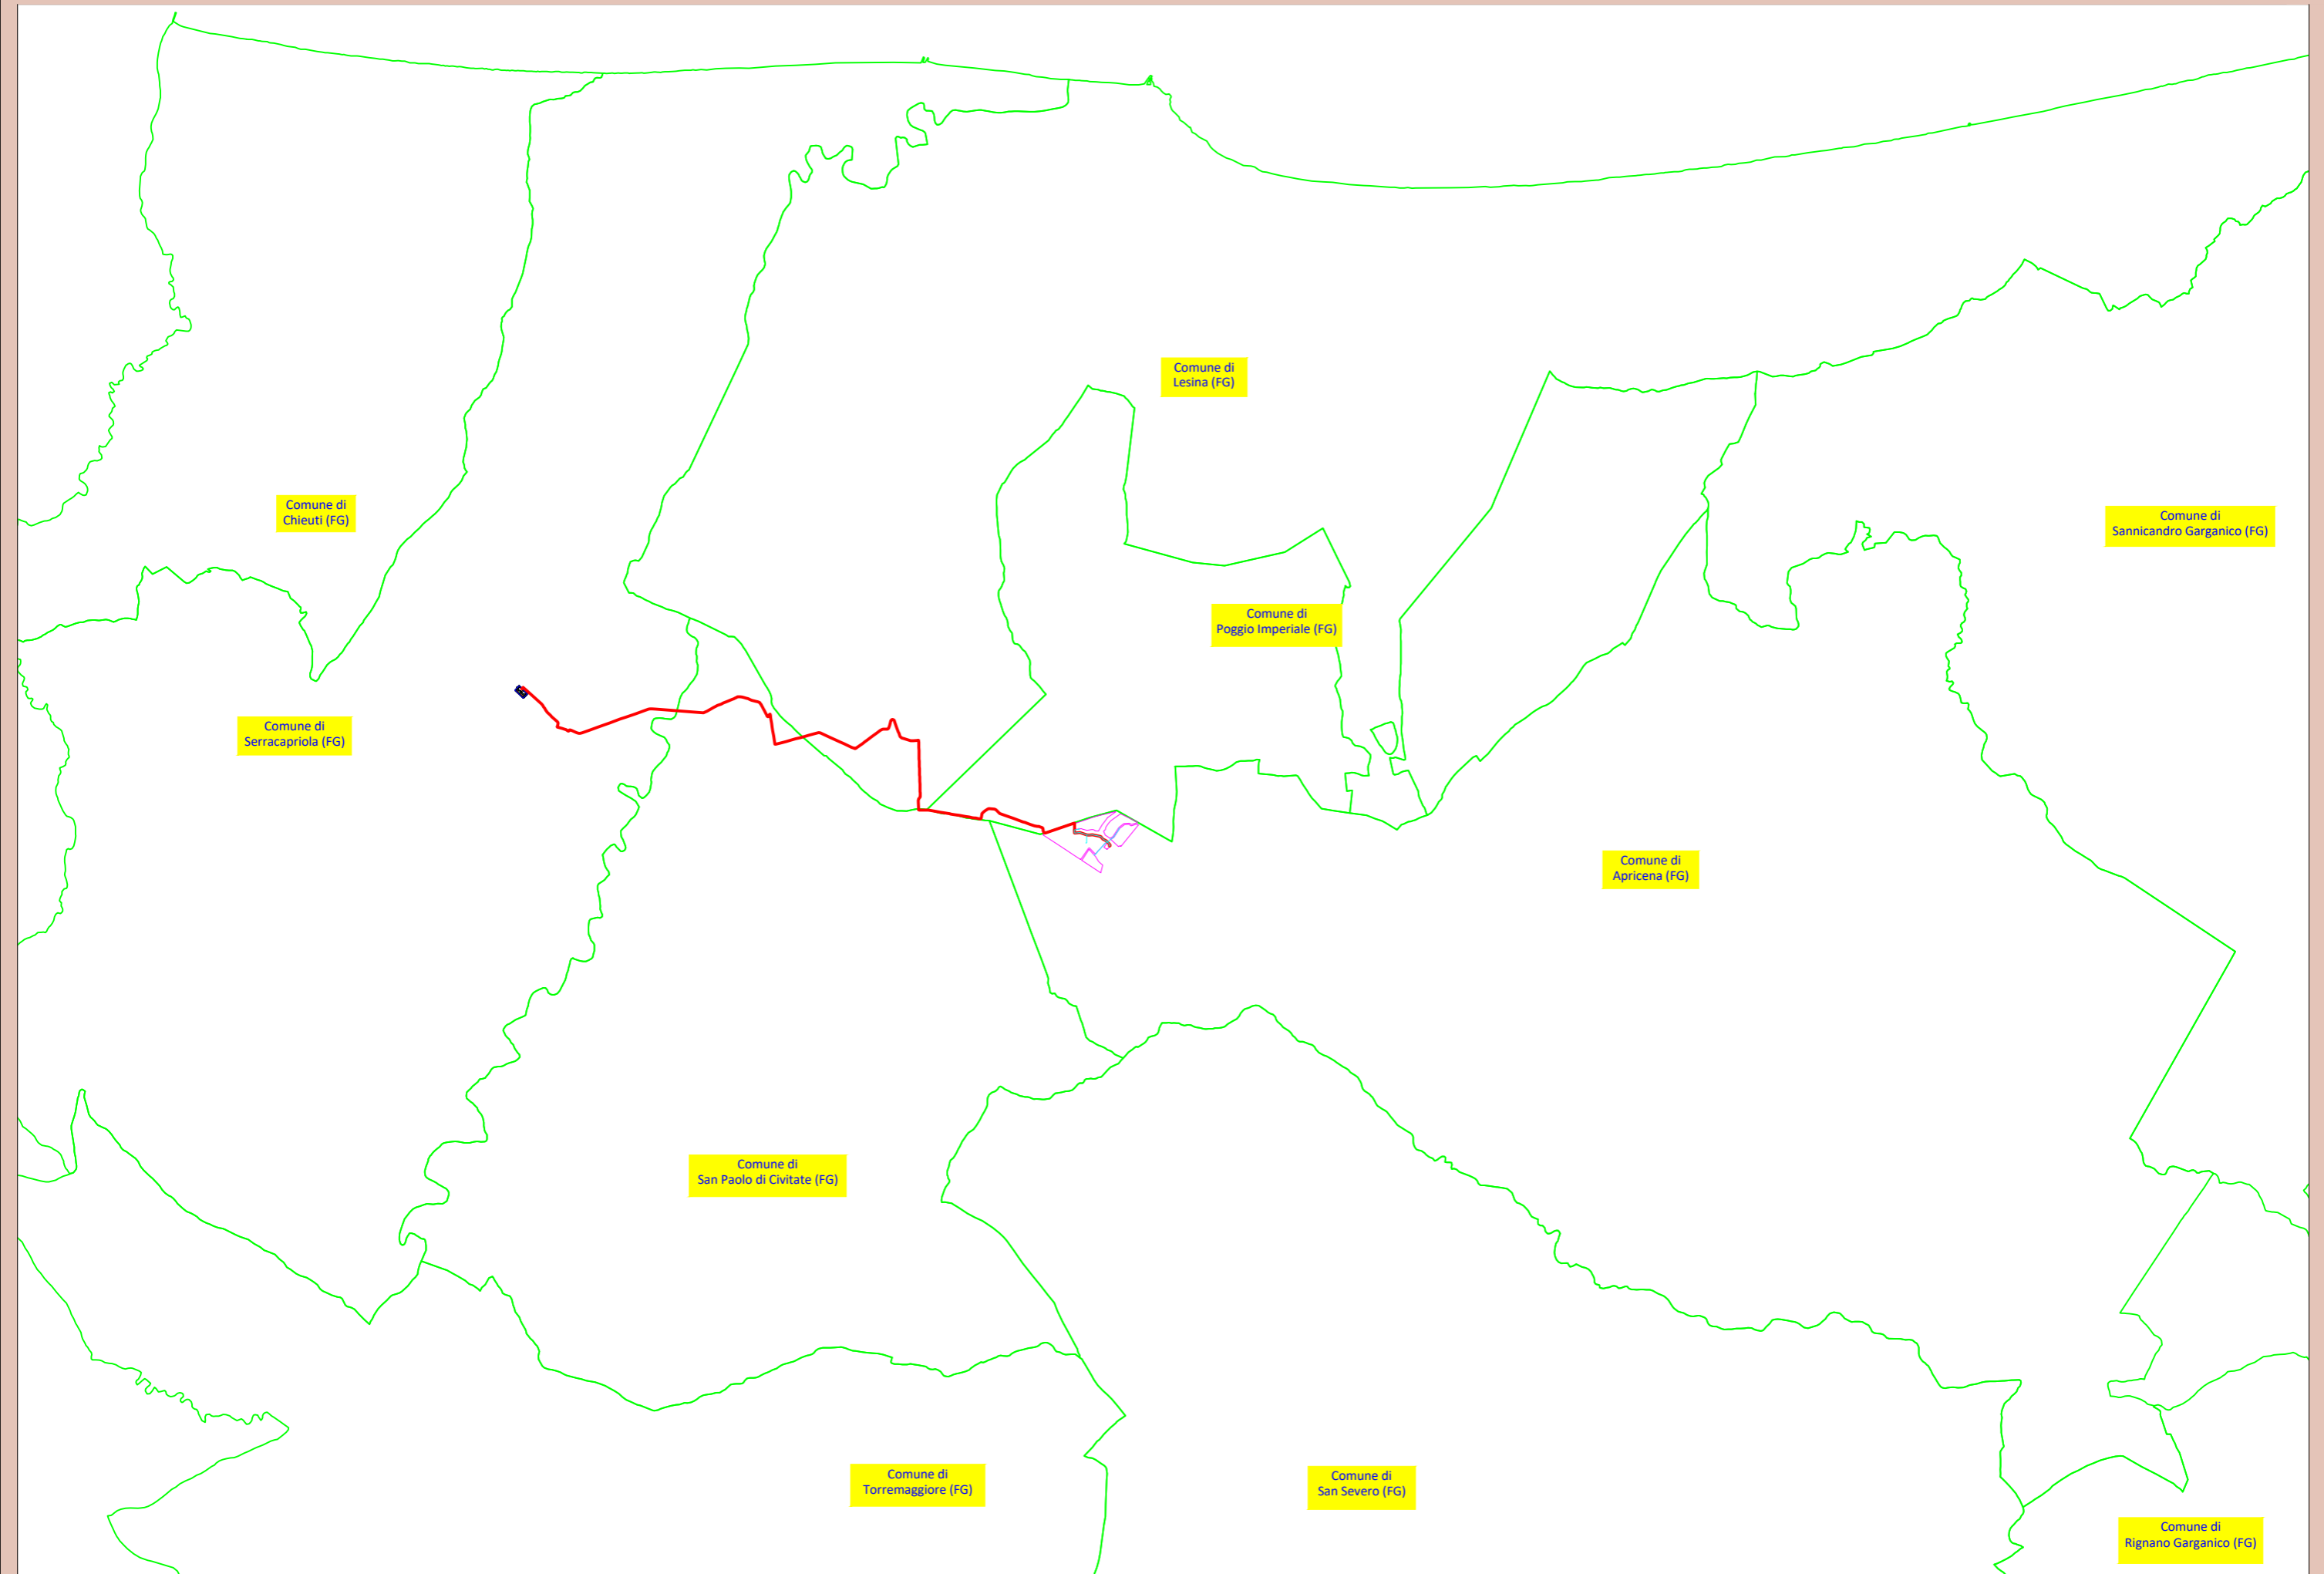 Comune di
Lesina (FG)
Comune di
Chieuti (FG)
Comune di
Sannicandro Garganico (FG)
Comune di
Poggio Imperiale (FG)
Comune di
Serracapriola (FG)
Comune di
Apricena (FG)
Comune di
San Paolo di Civitate (FG)
Comune di
Torremaggiore (FG)
Comune di
San Severo (FG)
Comune di
Rignano Garganico (FG)